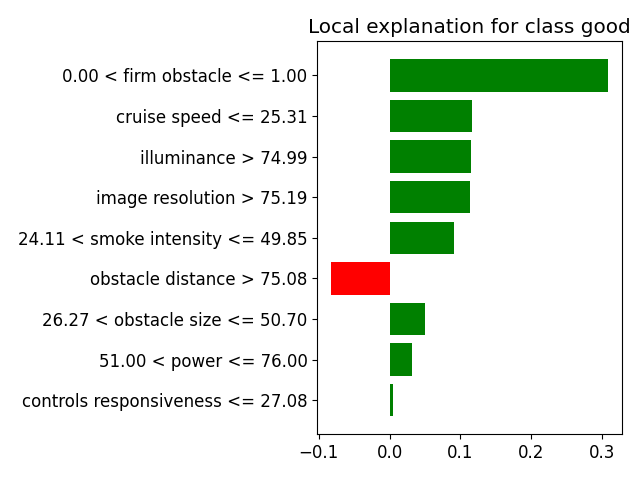 Local explanation for class good
0.00 < firm obstacle <= 1.00
cruise speed <= 25.31
illuminance > 74.99
image resolution > 75.19
24.11 < smoke intensity <= 49.85
obstacle distance > 75.08
26.27 < obstacle size <= 50.70
51.00 < power <= 76.00
controls responsiveness <= 27.08
−0.1 0.0 0.1 0.2 0.3